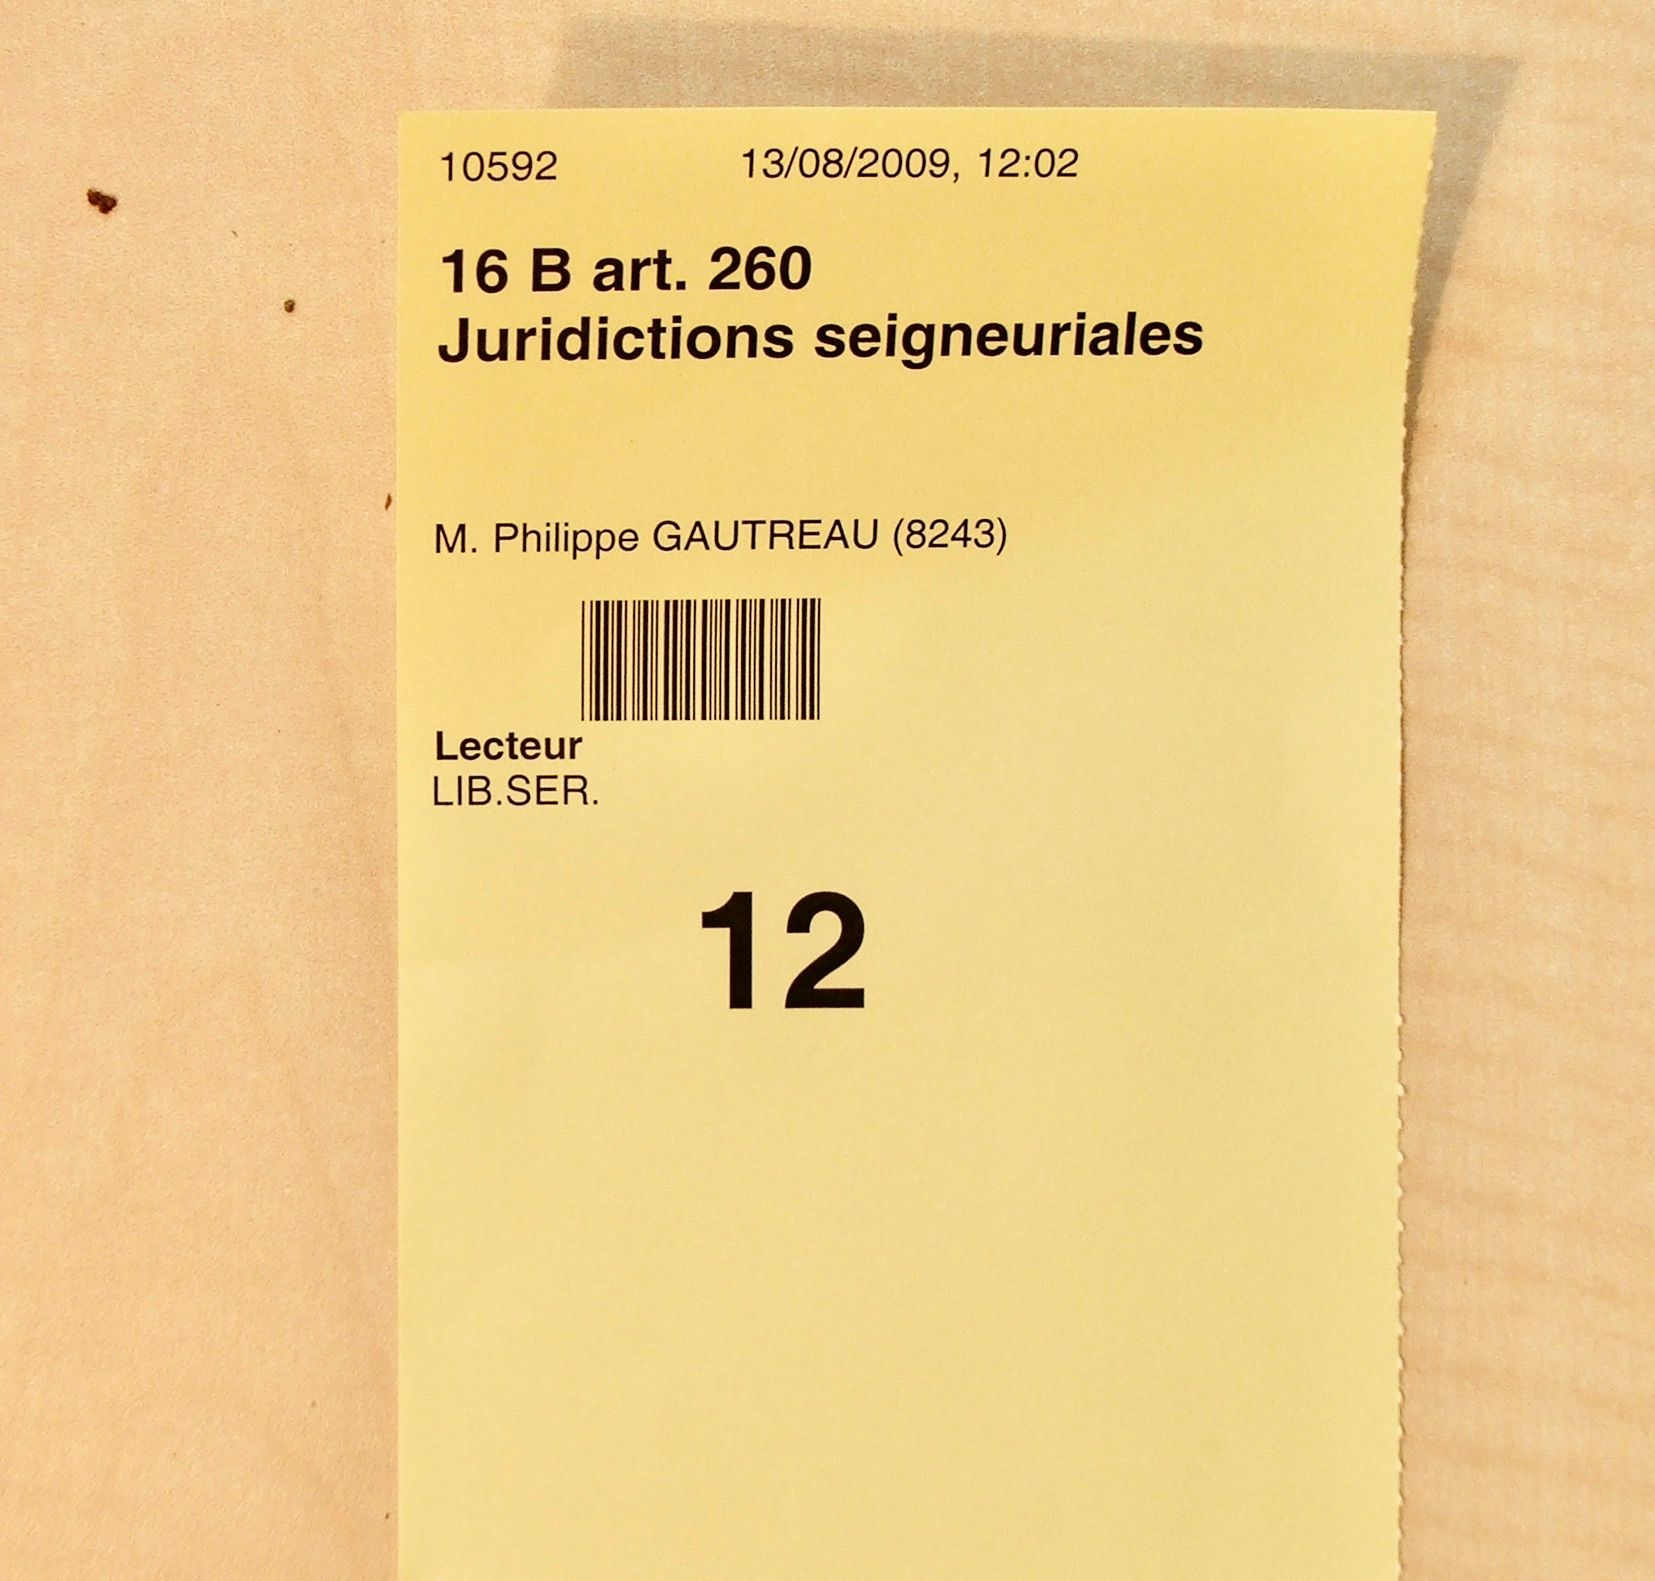 10592 13/08/2009, 12:02
16 B art. 260
Juridictions seigneuriales
M. Philippe GAUTREAU (8243)
Lecteur
LIB.SER.
12